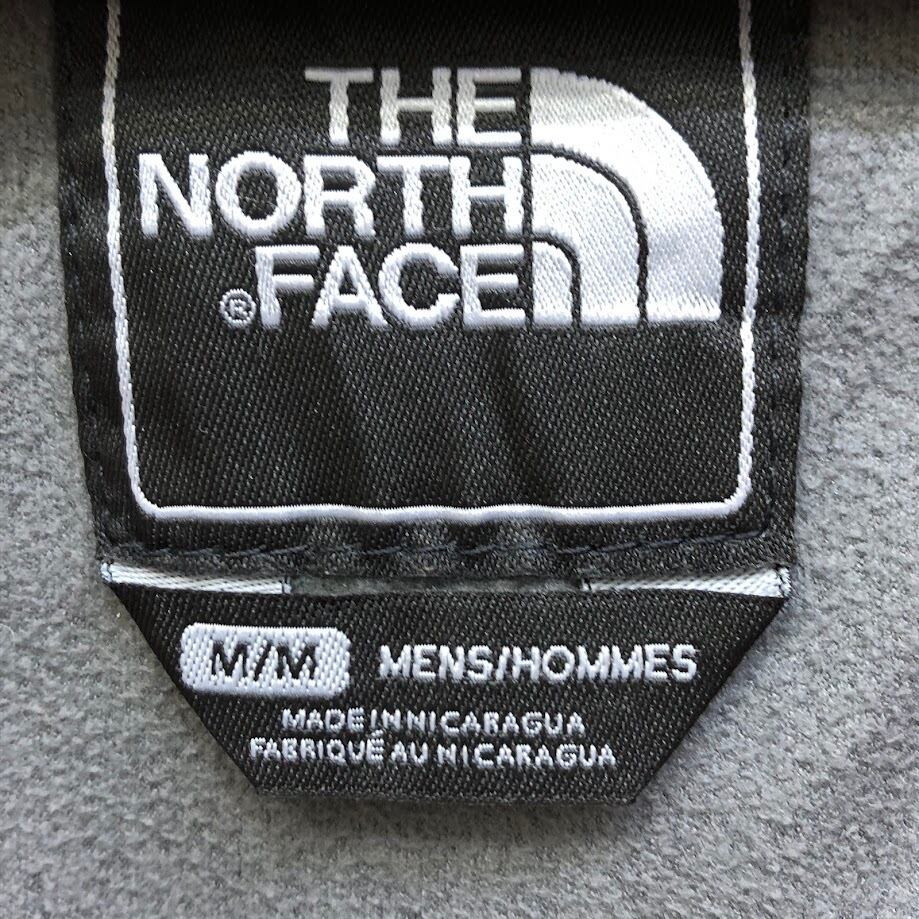 THE
NORTH
®FACE
M/M MENS/HOMMES
MADE IN NICARAGUA
FABRIQUÉ AU NICARAGUA